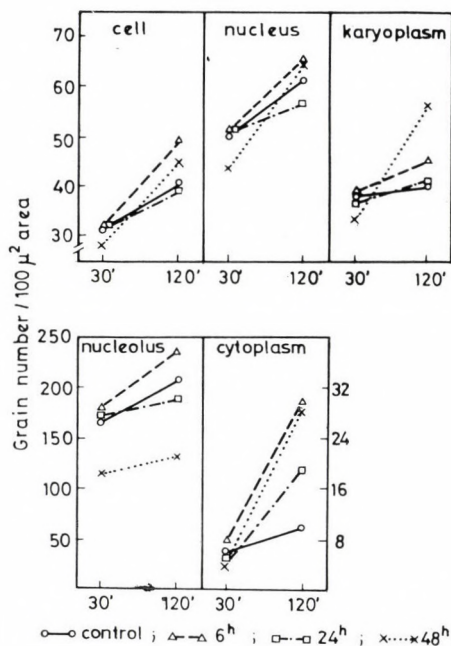 cell nucleus karyoplasm
70
60
50
40
30
30' 120' 30' 120' 30' 120'
Grain number / 100 μ² area
nucleolus cytoplasm
250
200
150
100
50
32
24
16
8
30' 120' 30' 120'
control ; 6h ; 24h ; 48h